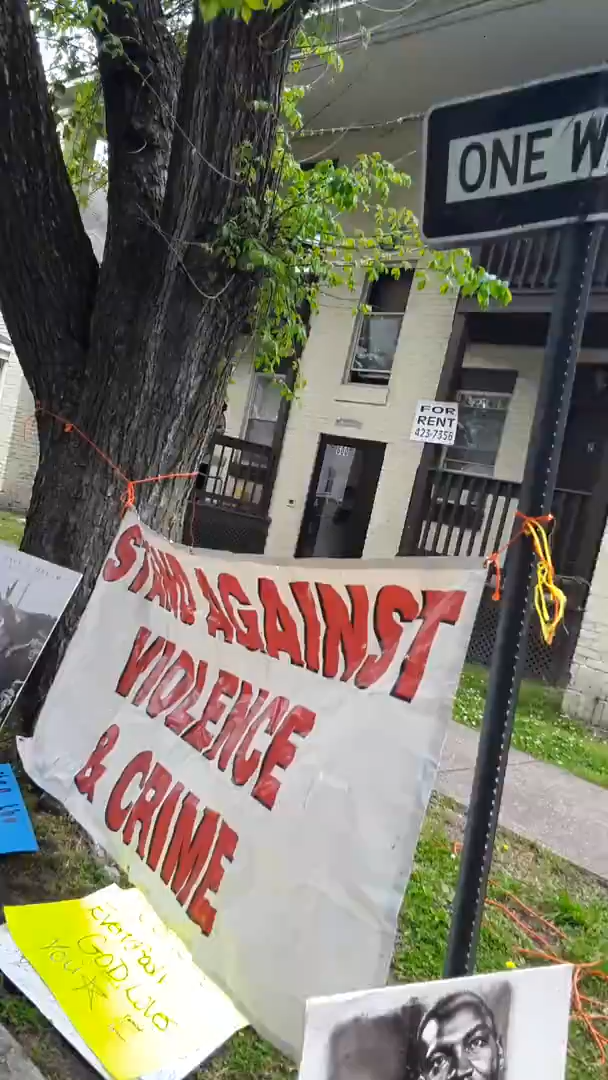 ONE W
FOR
RENT
423-7356
STAND AGAINST
VIOLENCE
& CRIME
GOD
YOU